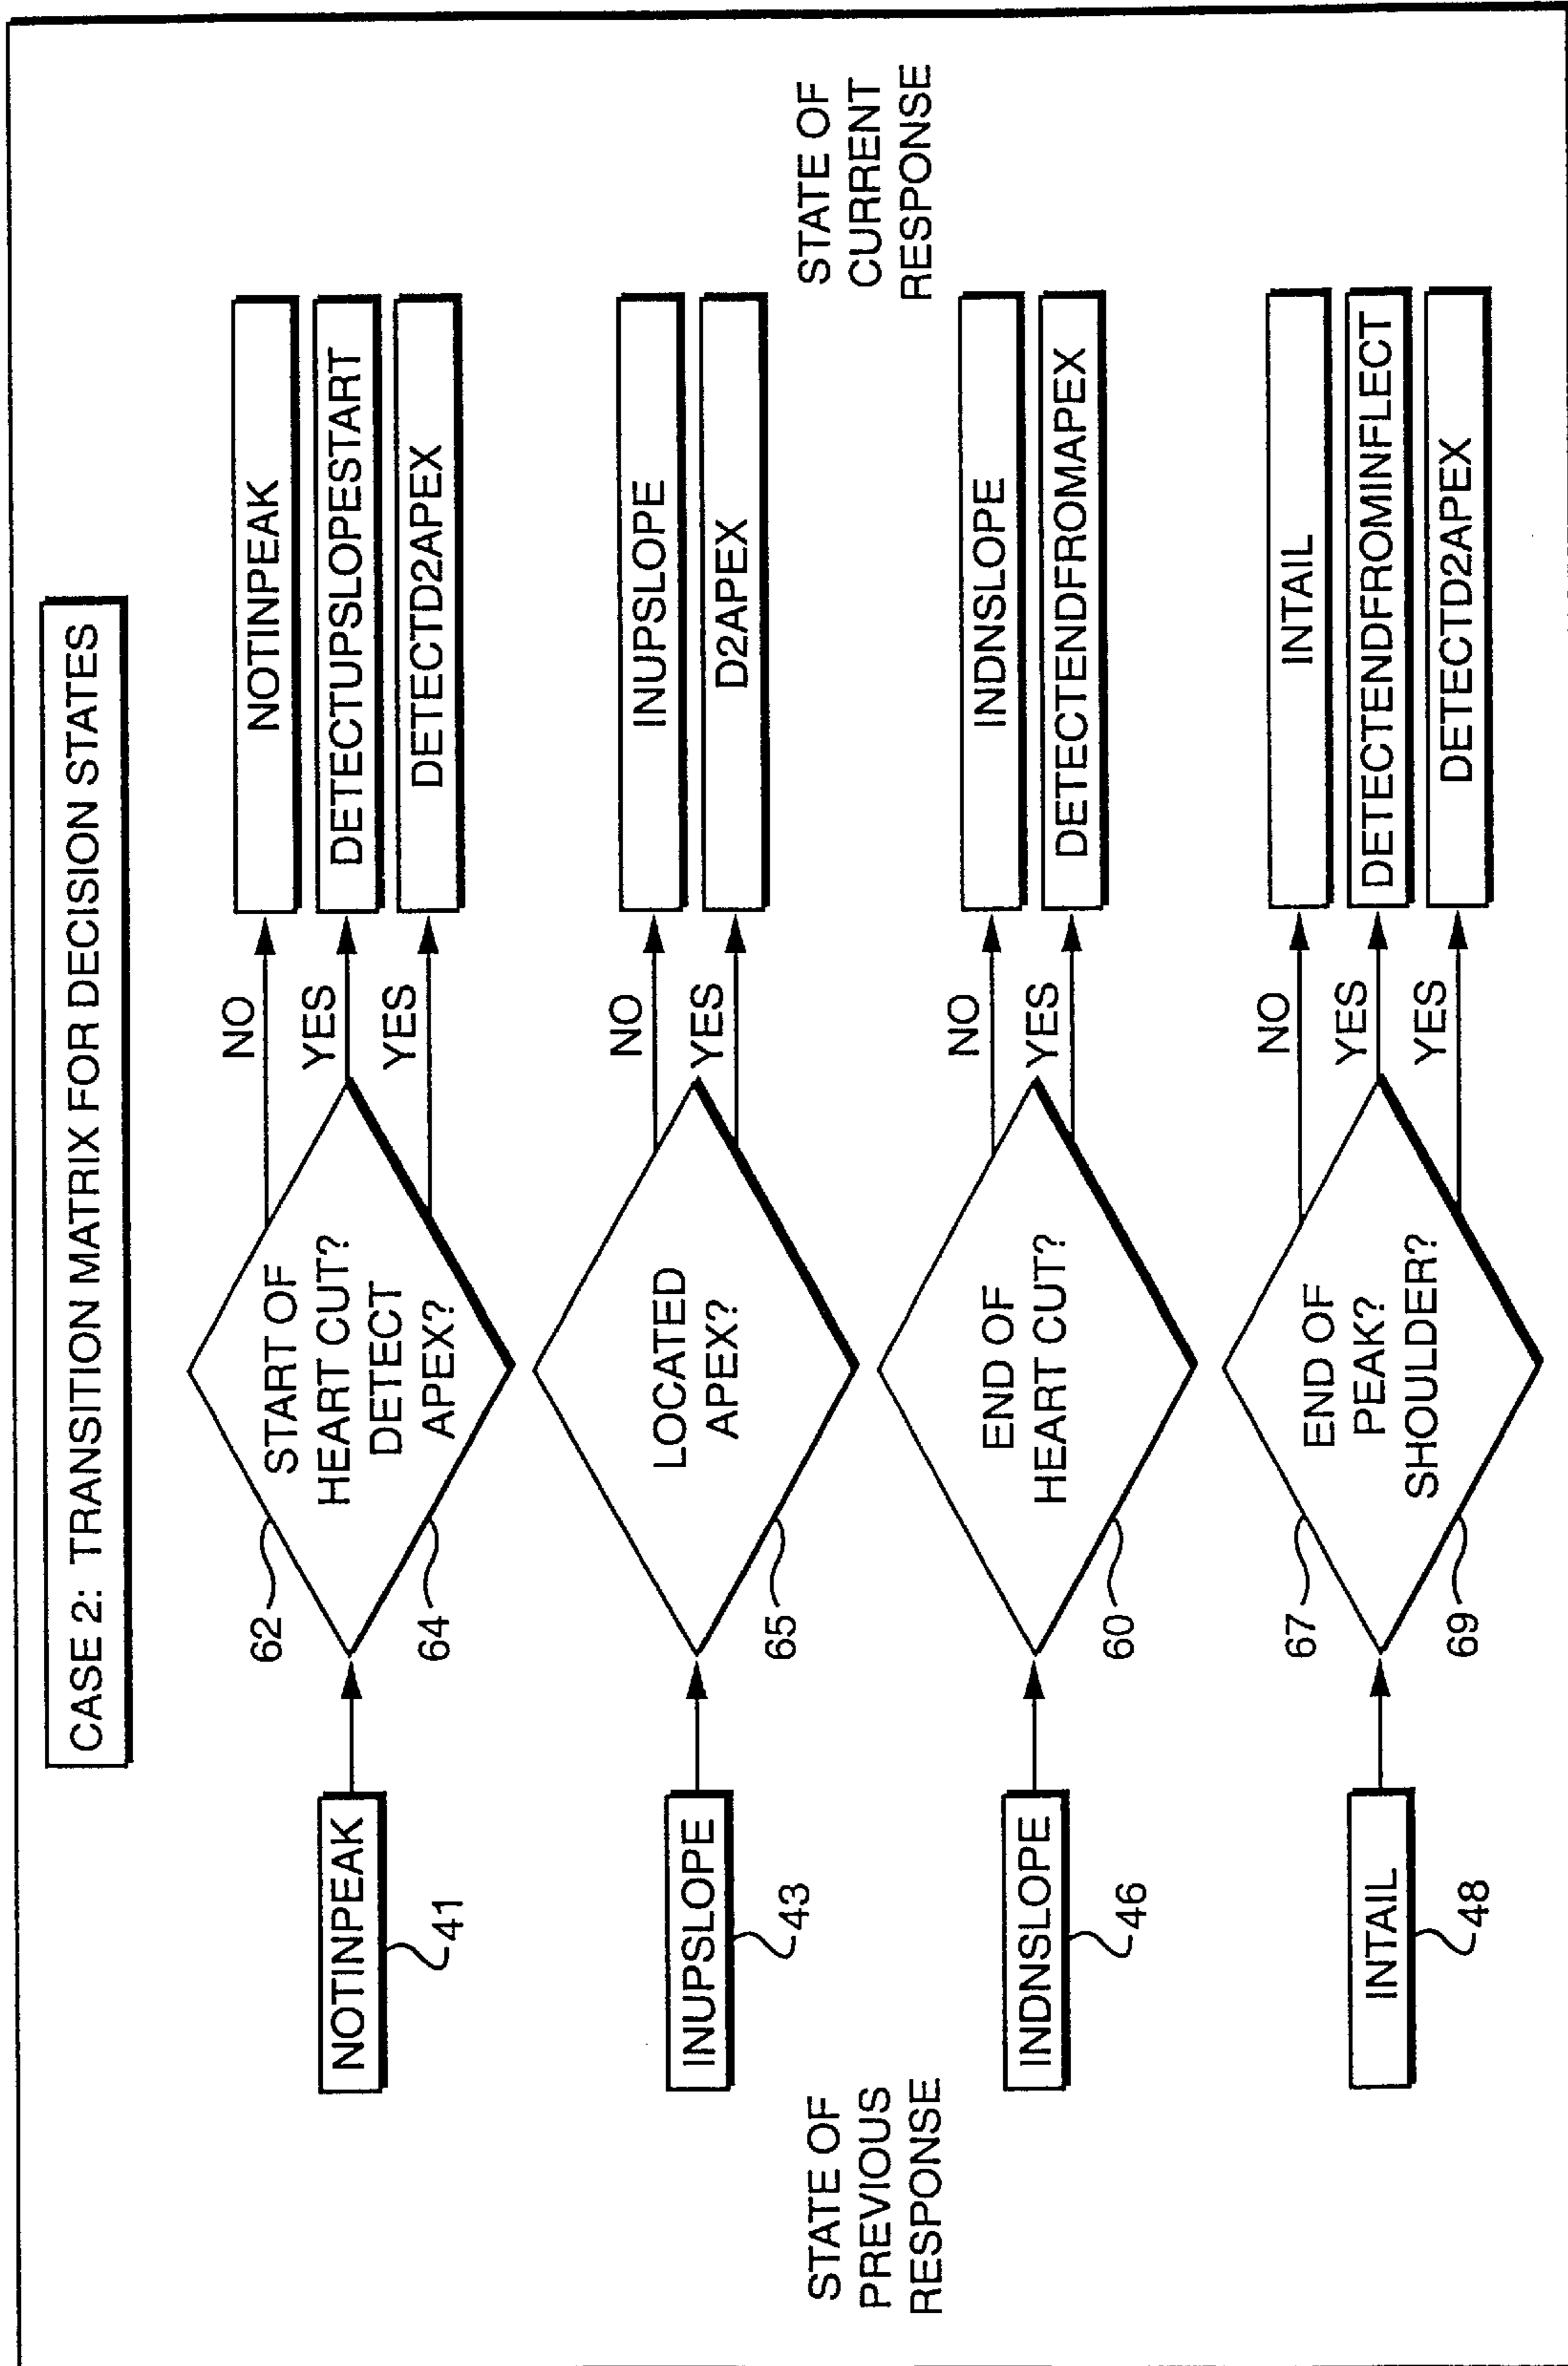 CASE 2: TRANSITION MATRIX FOR DECISION STATES
STATE OF
PREVIOUS
RESPONSE
STATE OF
CURRENT
RESPONSE
NOTINPEAK
41
62
64
START OF
HEART CUT?
DETECT
APEX?
NO
YES
YES
NOTINPEAK
DETECTUPSLOPESTART
DETECTD2APEX
INUPSLOPE
43
65
LOCATED
APEX?
NO
YES
INUPSLOPE
D2APEX
INDNSLOPE
46
60
END OF
HEART CUT?
NO
YES
INDNSLOPE
DETECTENDFROMAPEX
INTAIL
48
67
69
END OF
PEAK?
SHOULDER?
NO
YES
YES
INTAIL
DETECTENDFROMINFLECT
DETECTD2APEX